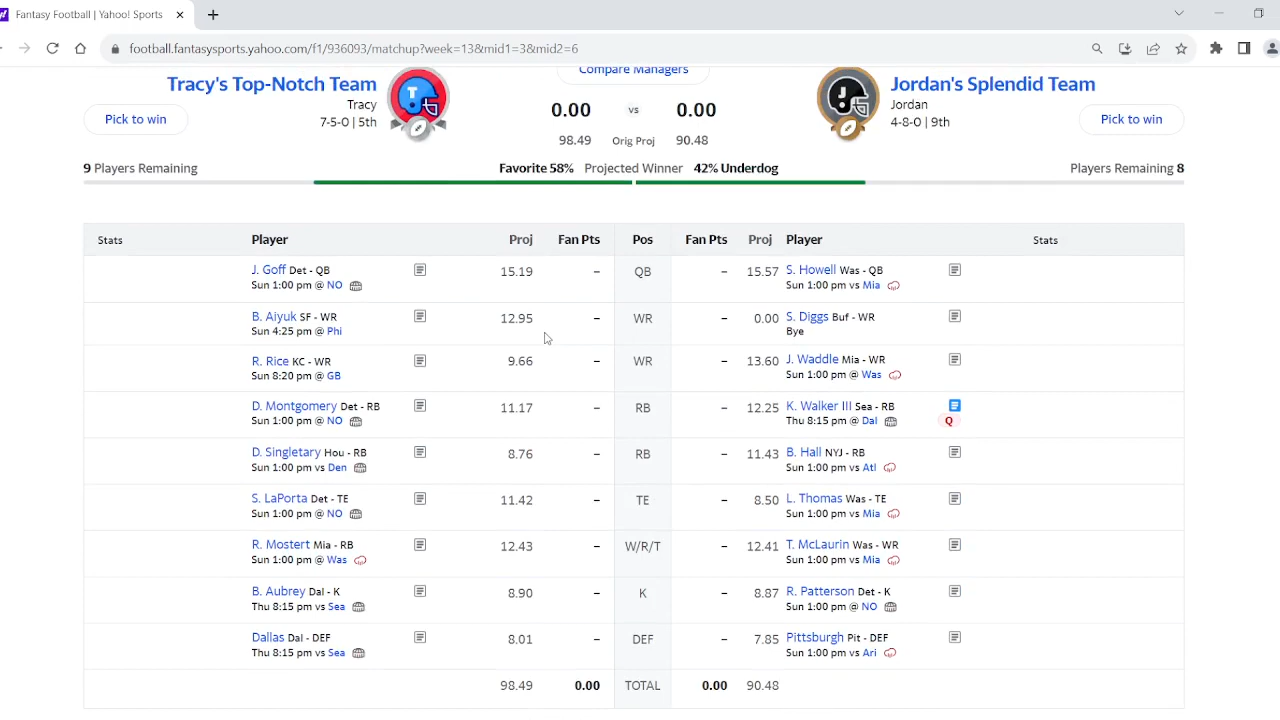 Fantasy Football | Yahoo! Sports
football.fantasysports.yahoo.com/f1/936093/matchup?week=13&mid1=3&mid2=6
Compare Managers
Tracy's Top-Notch Team
Jordan's Splendid Team
T
J
Tracy
0.00 vs 0.00
Jordan
7-5-0 | 5th
4-8-0 | 9th
Pick to win
Pick to win
98.49 Orig Proj 90.48
9 Players Remaining
Favorite 58% Projected Winner 42% Underdog
Players Remaining 8
Stats Player Proj Fan Pts Pos Fan Pts Proj Player Stats
J. Goff Det - QB 15.19 – QB – 15.57 S. Howell Was - QB
Sun 1:00 pm @ NO Sun 1:00 pm vs Mia
B. Aiyuk SF - WR 12.95 – WR – 0.00 S. Diggs Buf - WR
Sun 4:25 pm @ Phi Bye
R. Rice KC - WR 9.66 – WR – 13.60 J. Waddle Mia - WR
Sun 8:20 pm @ GB Sun 1:00 pm @ Was
D. Montgomery Det - RB 11.17 – RB – 12.25 K. Walker III Sea - RB
Sun 1:00 pm @ NO Thu 8:15 pm @ Dal Q
D. Singletary Hou - RB 8.76 – RB – 11.43 B. Hall NYJ - RB
Sun 1:00 pm vs Den Sun 1:00 pm vs Atl
S. LaPorta Det - TE 11.42 – TE – 8.50 L. Thomas Was - TE
Sun 1:00 pm @ NO Sun 1:00 pm vs Mia
R. Mostert Mia - RB 12.43 – W/R/T – 12.41 T. McLaurin Was - WR
Sun 1:00 pm @ Was Sun 1:00 pm vs Mia
B. Aubrey Dal - K 8.90 – K – 8.87 R. Patterson Det - K
Thu 8:15 pm vs Sea Sun 1:00 pm @ NO
Dallas Dal - DEF 8.01 – DEF – 7.85 Pittsburgh Pit - DEF
Thu 8:15 pm vs Sea Sun 1:00 pm vs Ari
98.49 0.00 TOTAL 0.00 90.48